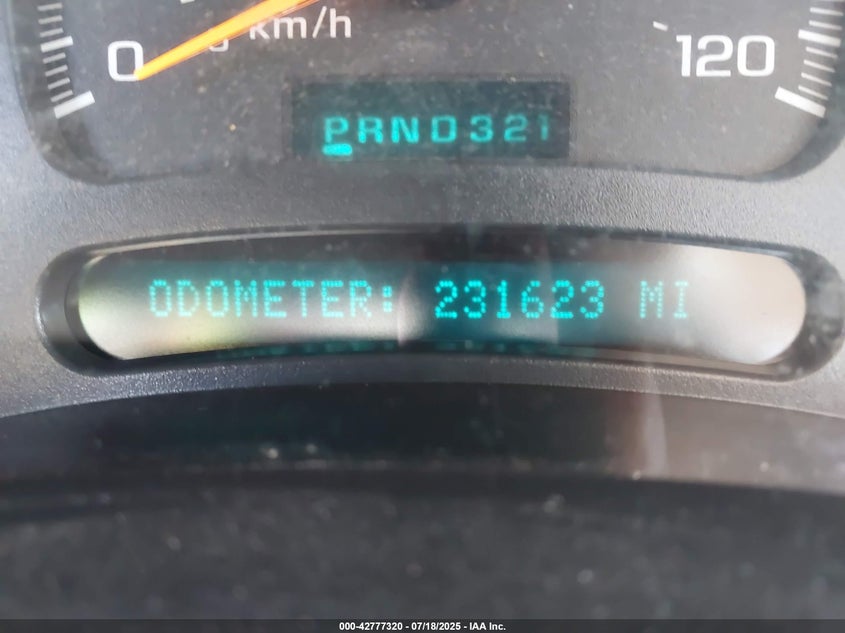 km/h
0 120
PRND321
ODOMETER: 231623 MI
000-42777320 - 07/18/2025 - IAA Inc.